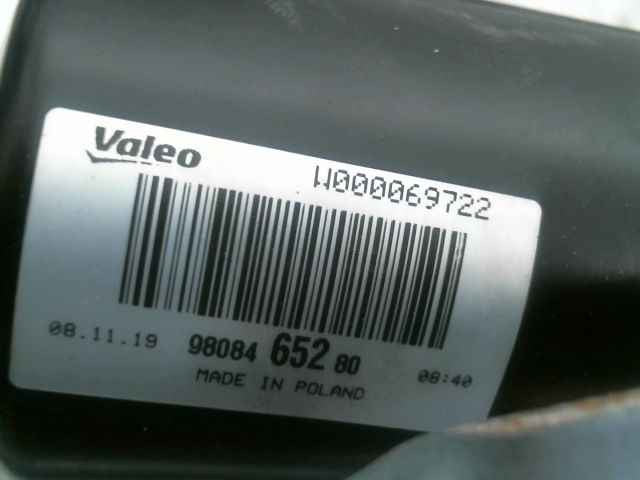 Valeo W000069722
08.11.19 98084 652 80 08:40
MADE IN POLAND